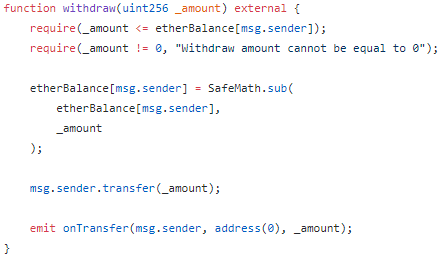 function withdraw(uint256 _amount) external {
    require(_amount <= etherBalance[msg.sender]);
    require(_amount != 0, "Withdraw amount cannot be equal to 0");

    etherBalance[msg.sender] = SafeMath.sub(
        etherBalance[msg.sender],
        _amount
    );

    msg.sender.transfer(_amount);

    emit onTransfer(msg.sender, address(0), _amount);
}